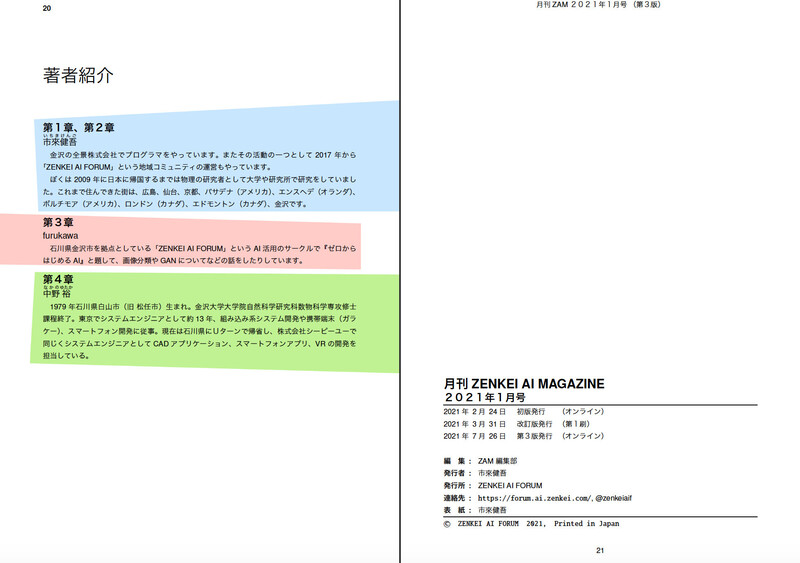 20
著者紹介
第1章、第2章
いちきけんご
市來健吾
金沢の全景株式会社でプログラマをやっています。またその活動の一つとして 2017 年から
「ZENKEI AI FORUM」という地域コミュニティの運営もやっています。
ぼくは 2009 年に日本に帰国するまでは物理の研究者として大学や研究所で研究をしていまし
た。これまで住んできた街は、広島、仙台、京都、パサデナ（アメリカ）、エンスヘデ（オランダ）、
ボルチモア（アメリカ）、ロンドン（カナダ）、エドモントン（カナダ）、金沢です。
第3章
furukawa
石川県金沢市を拠点としている「ZENKEI AI FORUM」という AI 活用のサークルで『ゼロから
はじめる AI』と題して、画像分類や GAN についてなどの話をしたりしています。
第4章
なかのゆたか
中野 裕
1979 年石川県白山市（旧 松任市）生まれ。金沢大学大学院自然科学研究科数物科学専攻修士
課程終了。東京でシステムエンジニアとして約 13 年、組み込み系システム開発や携帯端末（ガラ
ケー）、スマートフォン開発に従事。現在は石川県にUターンで帰省し、株式会社シーピーユーで
同じくシステムエンジニアとして CAD アプリケーション、スマートフォンアプリ、VR の開発を
担当している。
月刊 ZAM 2021年1月号 （第3版）
月刊 ZENKEI AI MAGAZINE
2021年1月号
2021 年 2 月 24 日 初版発行 （オンライン）
2021 年 3 月 31 日 改訂版発行 （第1刷）
2021 年 7 月 26 日 第3版発行 （オンライン）
編 集 ： ZAM 編集部
発行者 ： 市來健吾
発行所 ： ZENKEI AI FORUM
連絡先 ： https://forum.ai.zenkei.com/, @zenkeiaif
表 紙 ： 市來健吾
© ZENKEI AI FORUM 2021, Printed in Japan
21